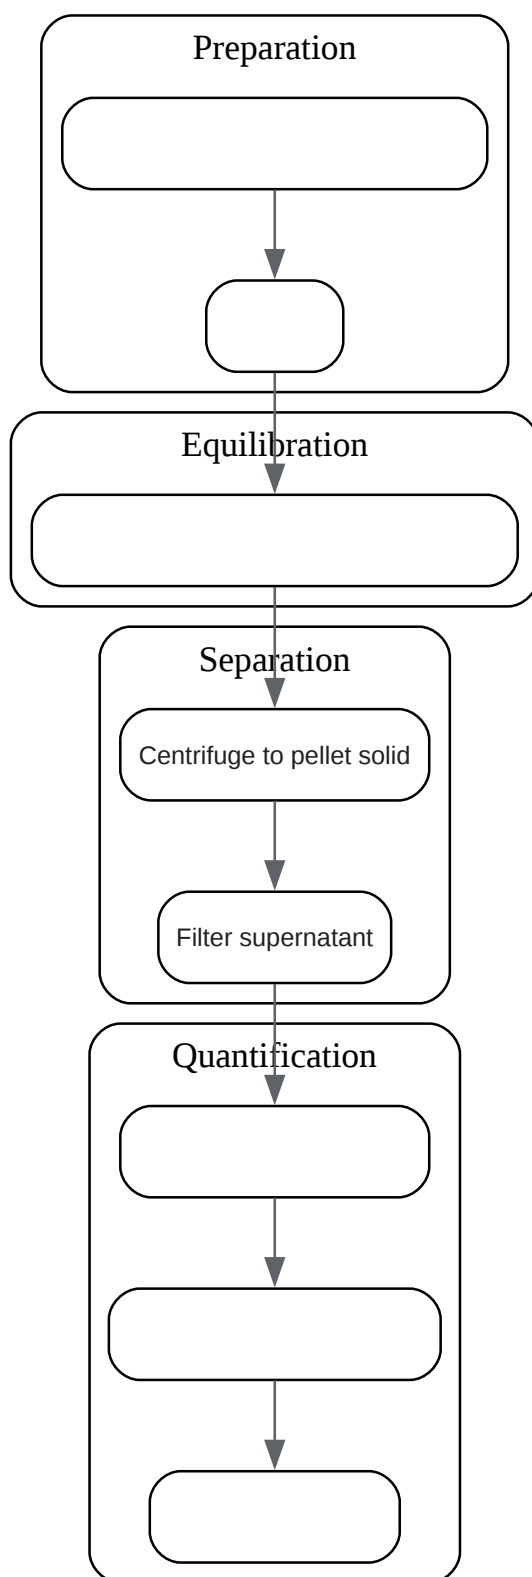 Preparation
Equilibration
Separation
Centrifuge to pellet solid
Filter supernatant
Quantification